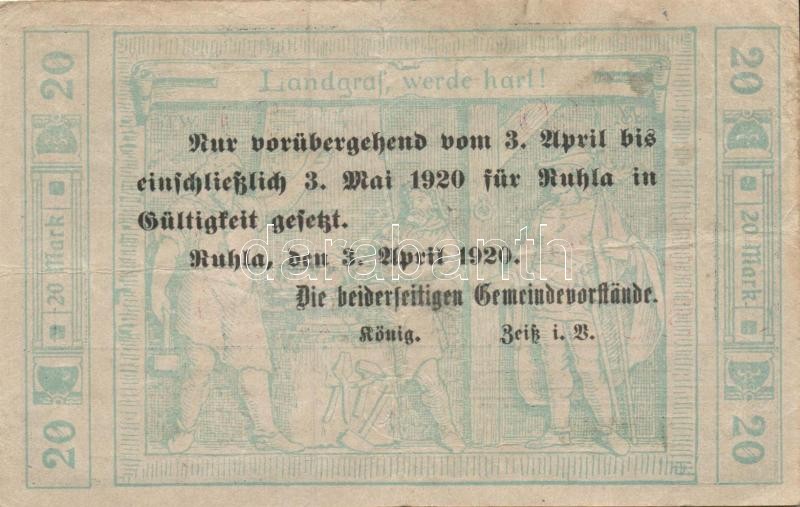 Landgraf, werde hart!
T.W.
Nur vorübergehend vom 3. April bis
einschließlich 3. Mai 1920 für Ruhla in
Gültigkeit gesetzt.
Ruhla, den 3. April 1920.
Die beiderseitigen Gemeindevorstände.
König. Zeiß i. V.
20
20 Mark
20
20
20 Mark
20
darabanth